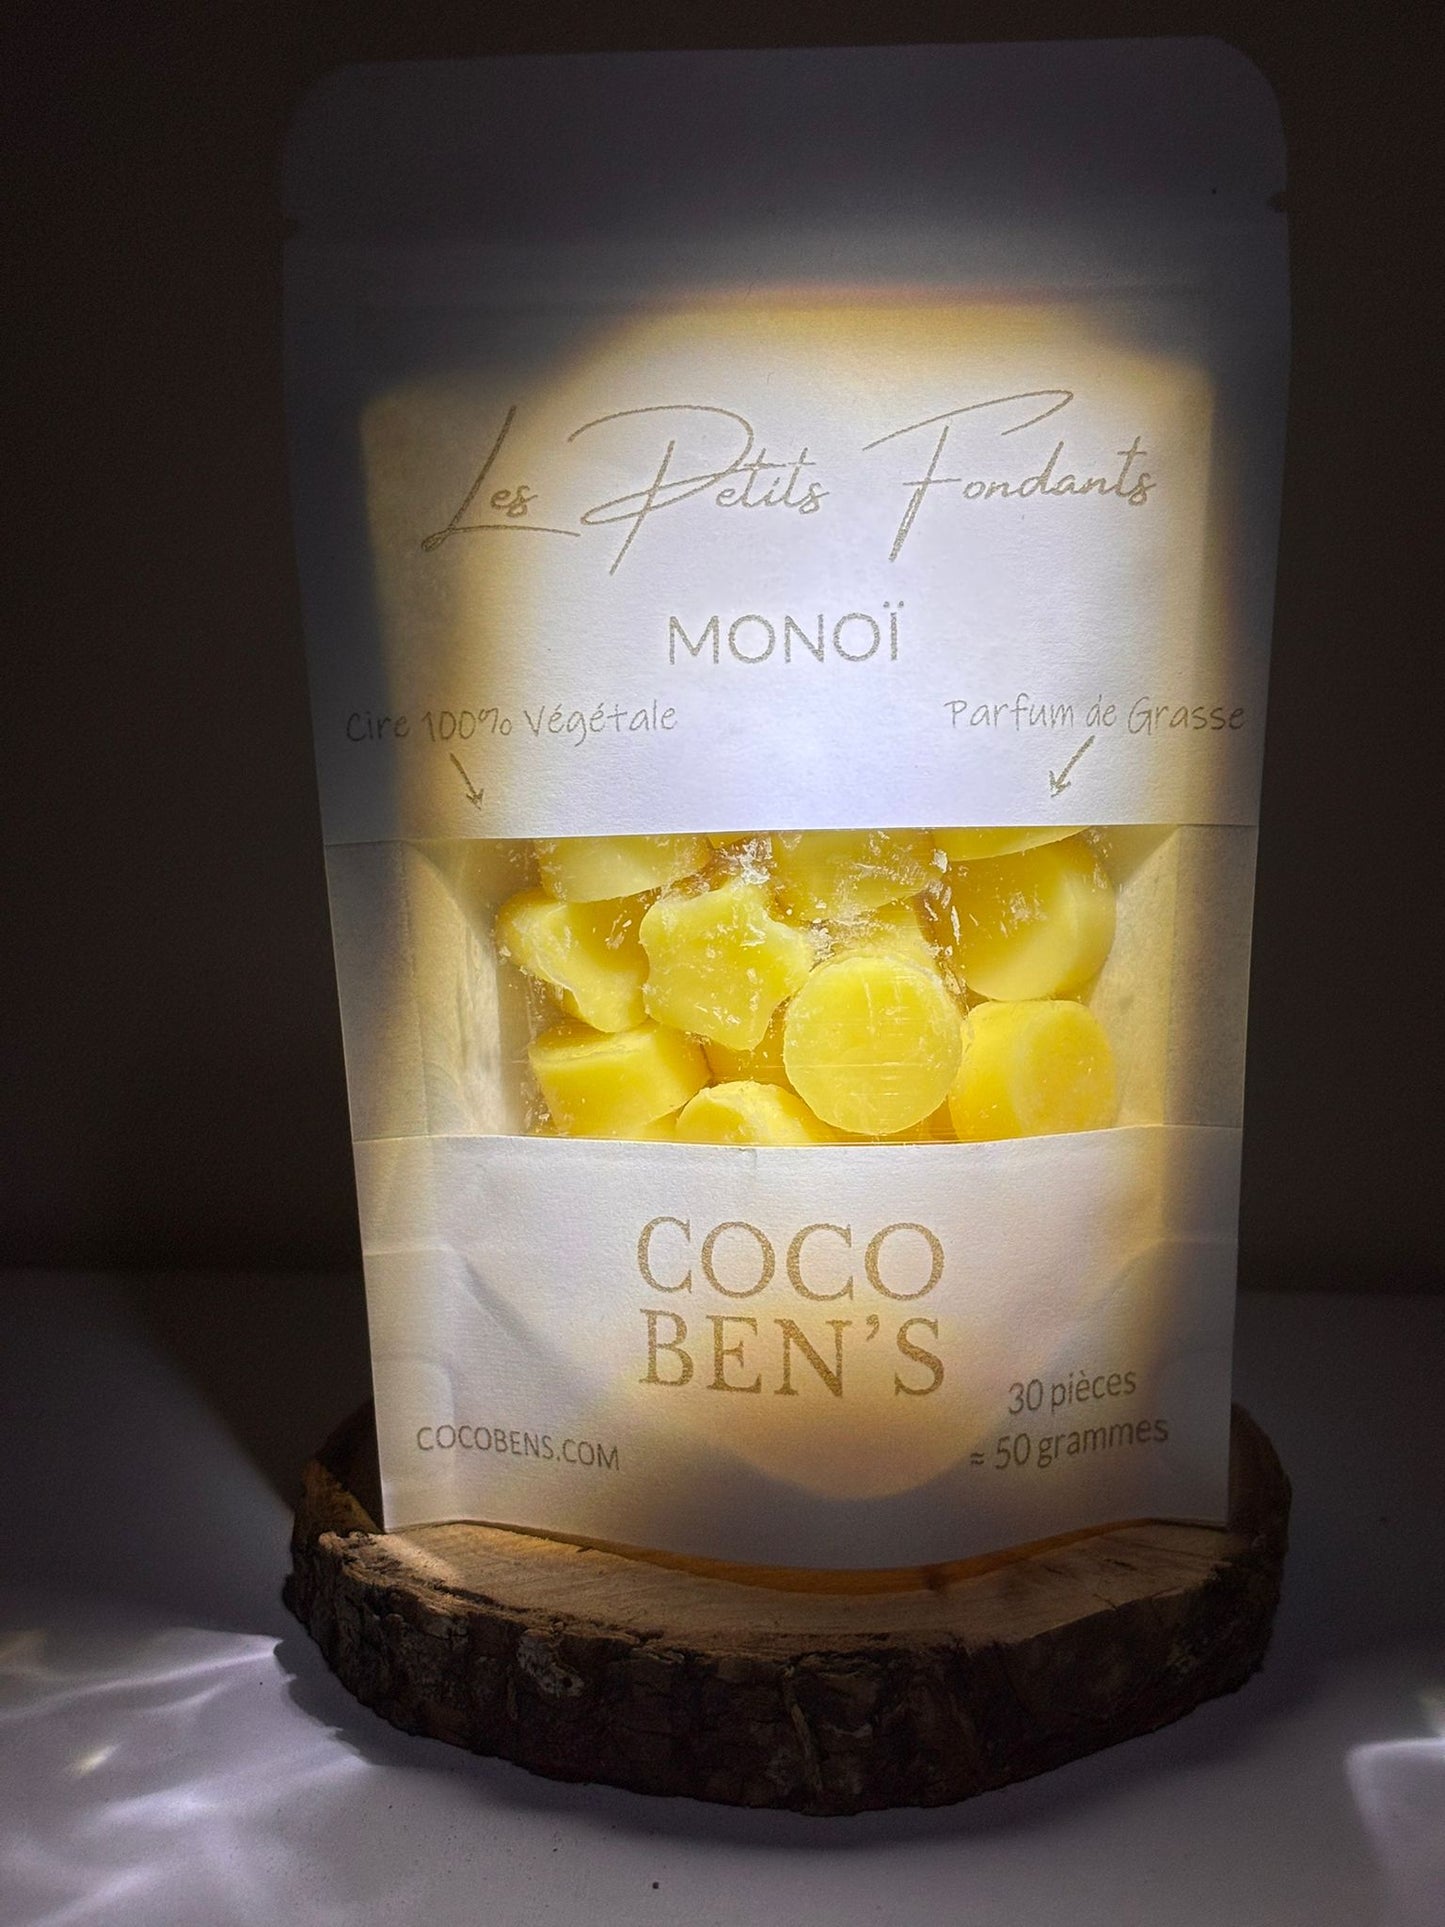 Les Petits Fondants
MONOÏ
Cire 100% Végétale
Parfum de Grasse
COCO
BEN'S
30 pièces
≈ 50 grammes
COCOBENS.COM